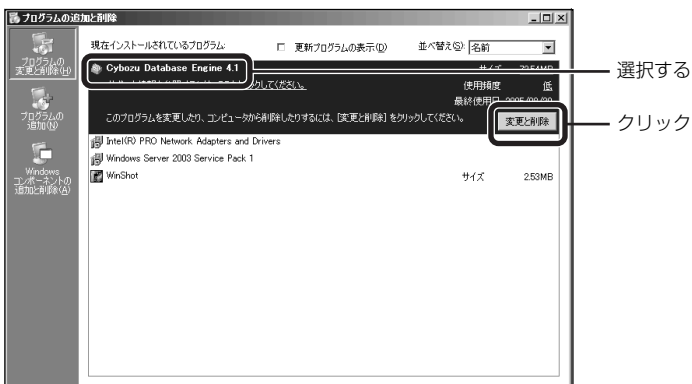 プログラムの追加と削除
現在インストールされているプログラム:
更新プログラムの表示(D)
並べ替え(S):
名前
プログラムの
変更と削除(H)
プログラムの
追加(N)
Windows
コンポーネントの
追加と削除(A)
Cybozu Database Engine 4.1
サイズ
選択する
クリックしてください。
使用頻度
低
最終使用日
このプログラムを変更したり、コンピュータから削除したりするには、[変更と削除] をクリックしてください。
変更と削除
クリック
Intel(R) PRO Network Adapters and Drivers
Windows Server 2003 Service Pack 1
WinShot
サイズ
2.53MB